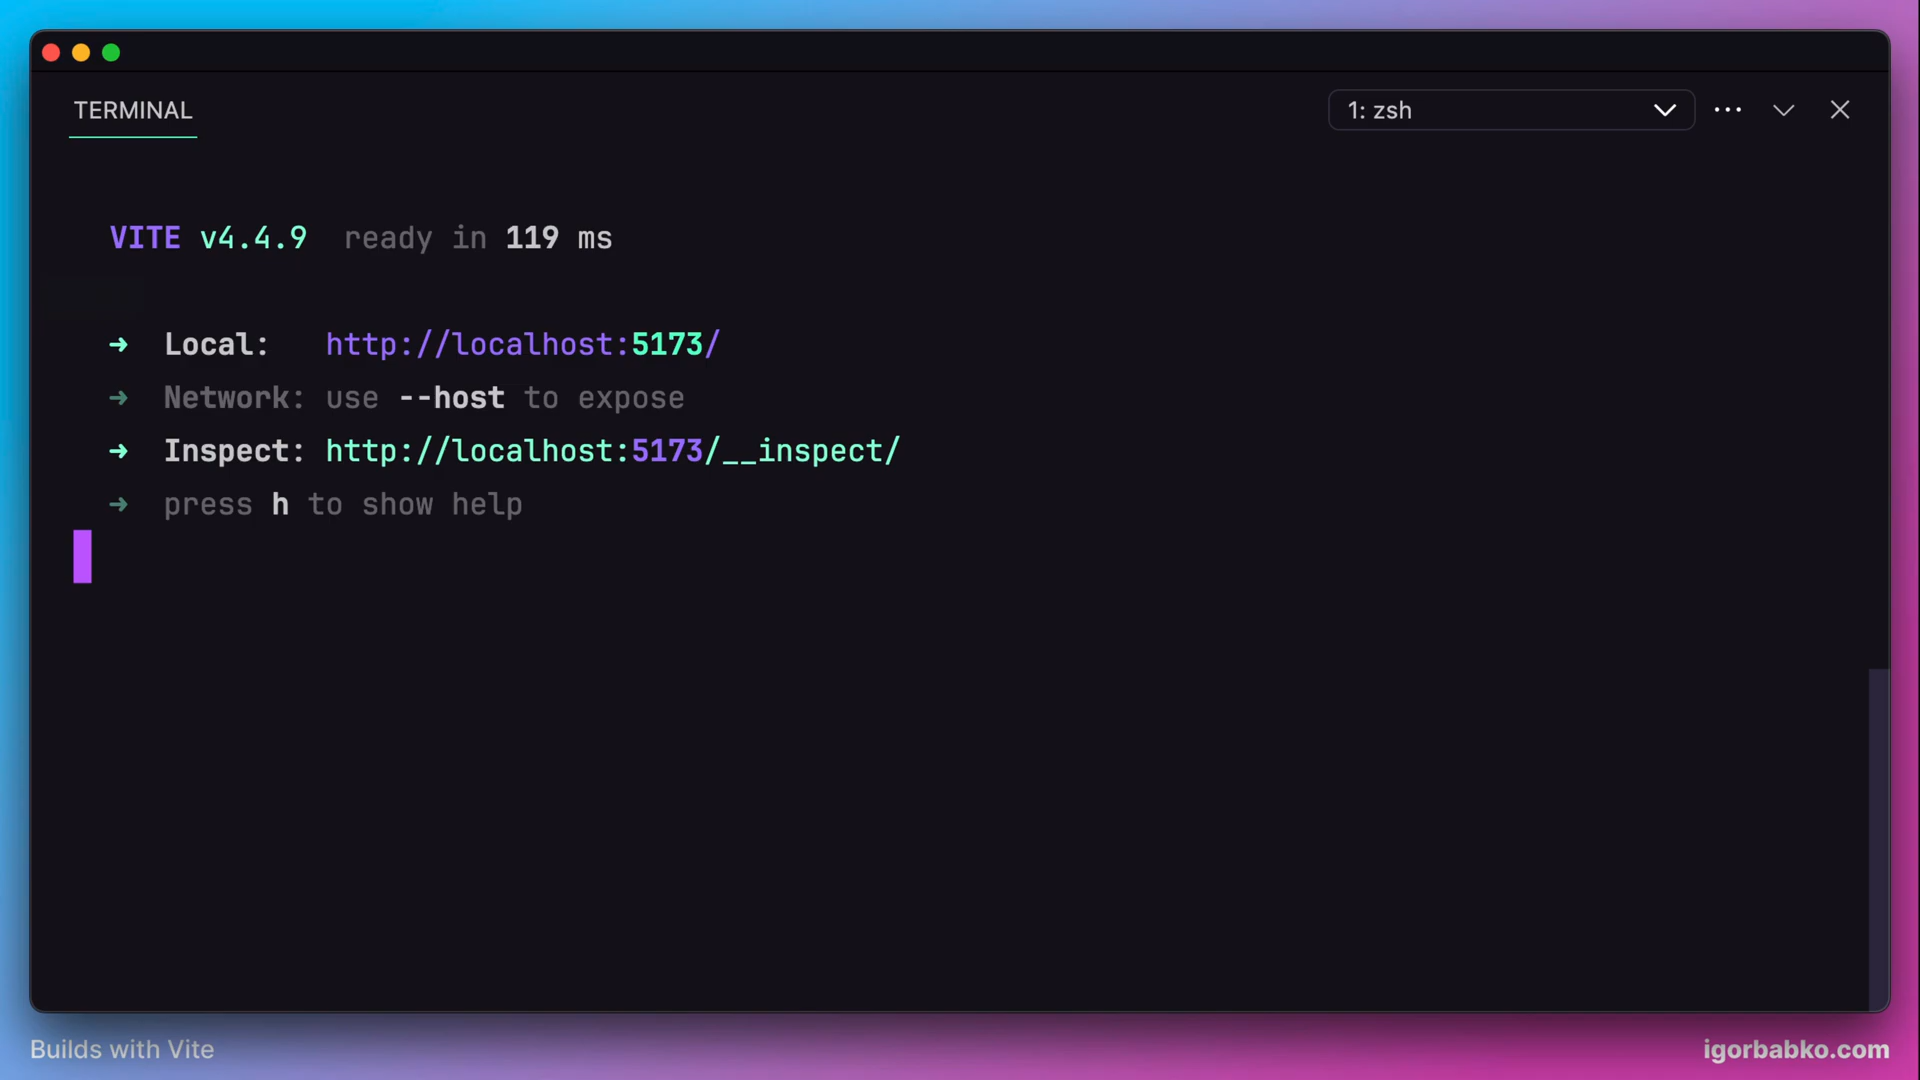 TERMINAL
1: zsh
VITE v4.4.9 ready in 119 ms
➜ Local: http://localhost:5173/
➜ Network: use --host to expose
➜ Inspect: http://localhost:5173/__inspect/
➜ press h to show help
Builds with Vite
igorbabko.com